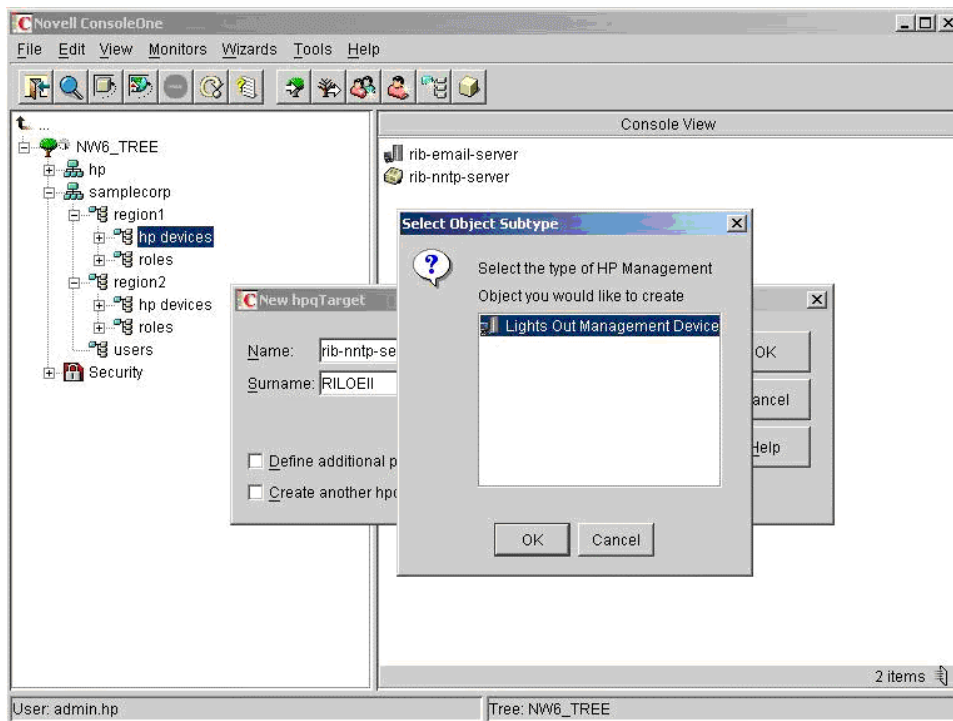 Novell ConsoleOne
File Edit View Monitors Wizards Tools Help
...
NW6_TREE
hp
samplecorp
region1
hp devices
roles
region2
hp devices
roles
users
Security
Console View
rib-email-server
rib-nntp-server
New hpqTarget
Name: rib-nntp-se
Surname: RILOEII
Define additional p
Create another hpq
OK
ancel
Help
Select Object Subtype
Select the type of HP Management
Object you would like to create
Lights Out Management Device
OK Cancel
2 items
User: admin.hp
Tree: NW6_TREE